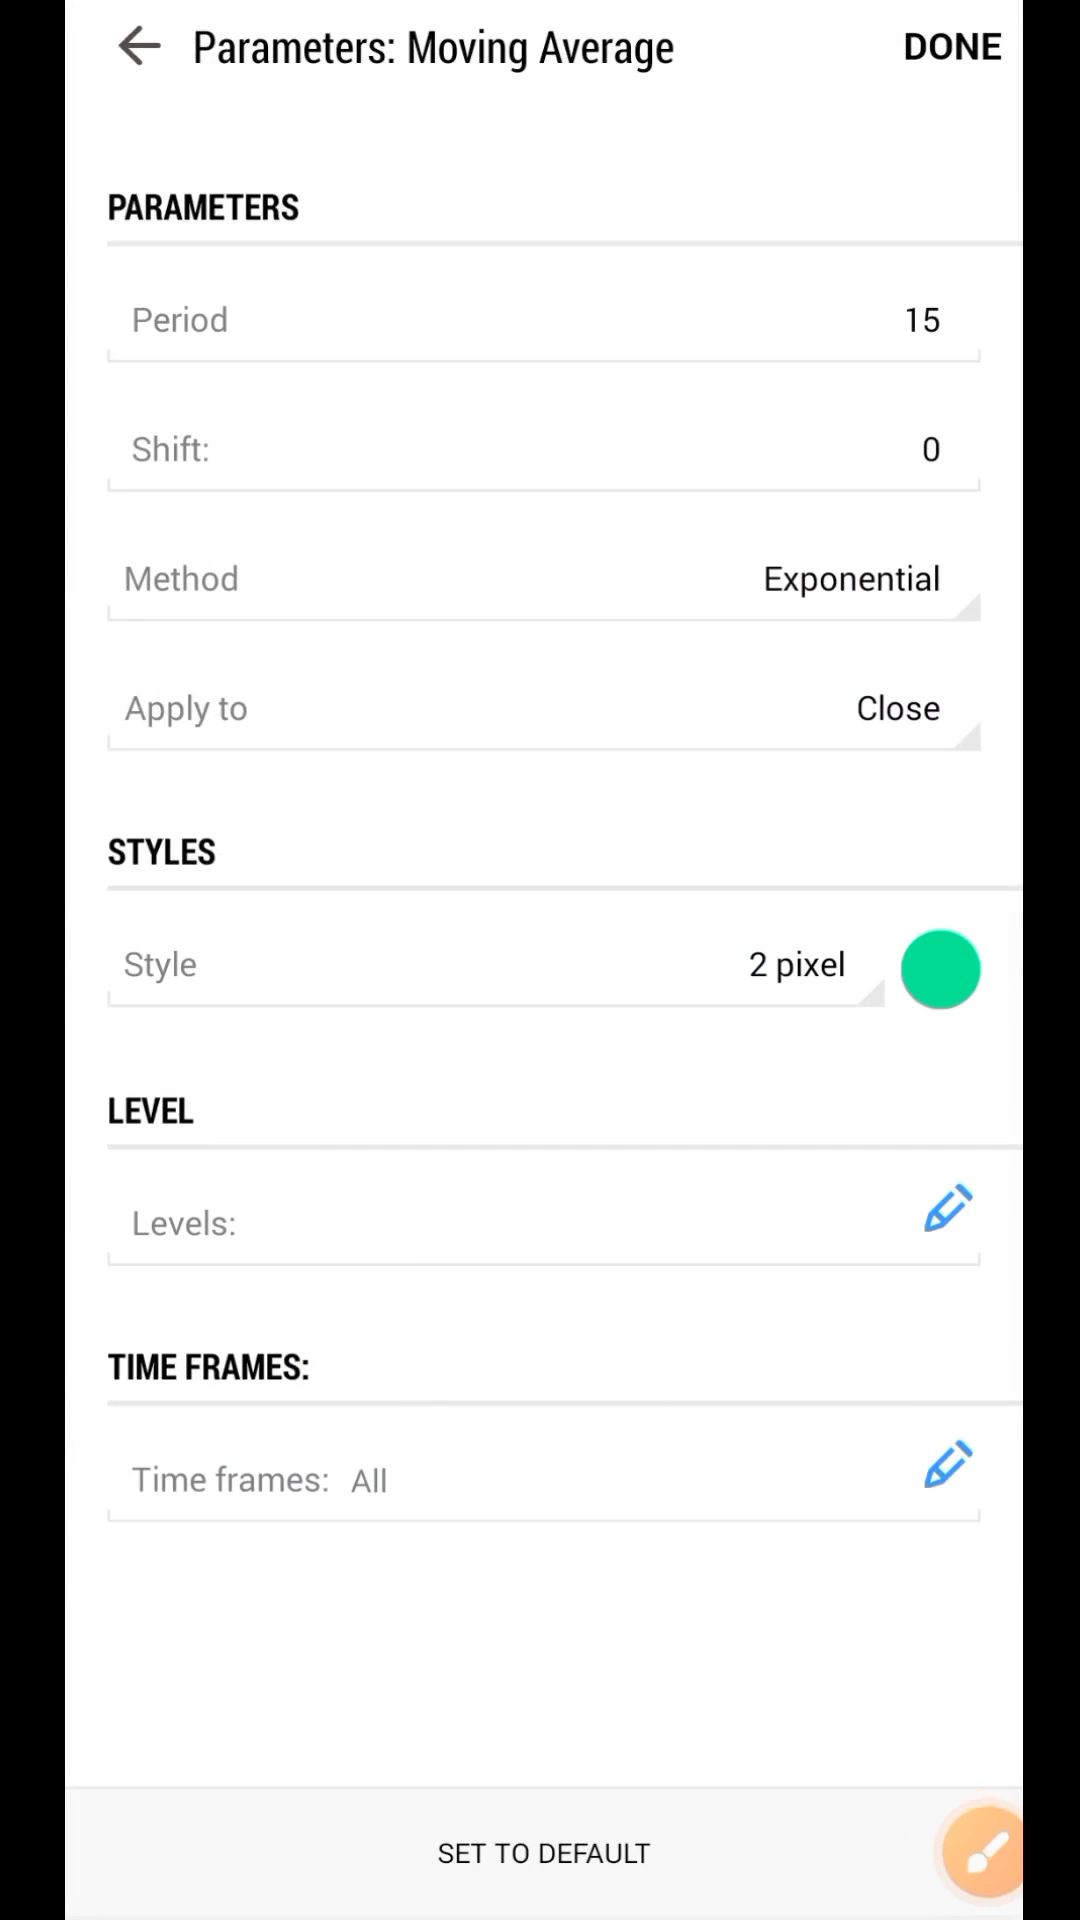 Parameters: Moving Average DONE
PARAMETERS
Period 15
Shift: 0
Method Exponential
Apply to Close
STYLES
Style 2 pixel
LEVEL
Levels:
TIME FRAMES:
Time frames: All
SET TO DEFAULT